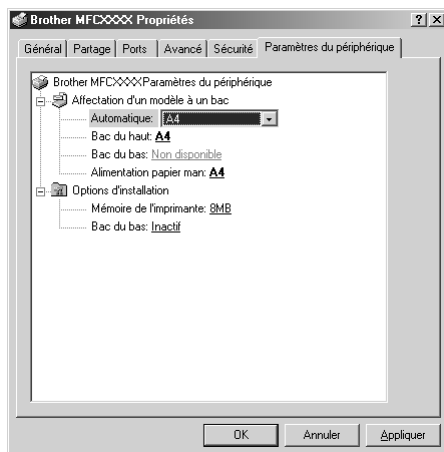 Brother MFCXXXX Propriétés
Général Partage Ports Avancé Sécurité Paramètres du périphérique
Brother MFCXXXXParamètres du périphérique
Affectation d'un modèle à un bac
Automatique: A4
Bac du haut: A4
Bac du bas: Non disponible
Alimentation papier man: A4
Options d'installation
Mémoire de l'imprimante: 8MB
Bac du bas: Inactif
OK Annuler Appliquer